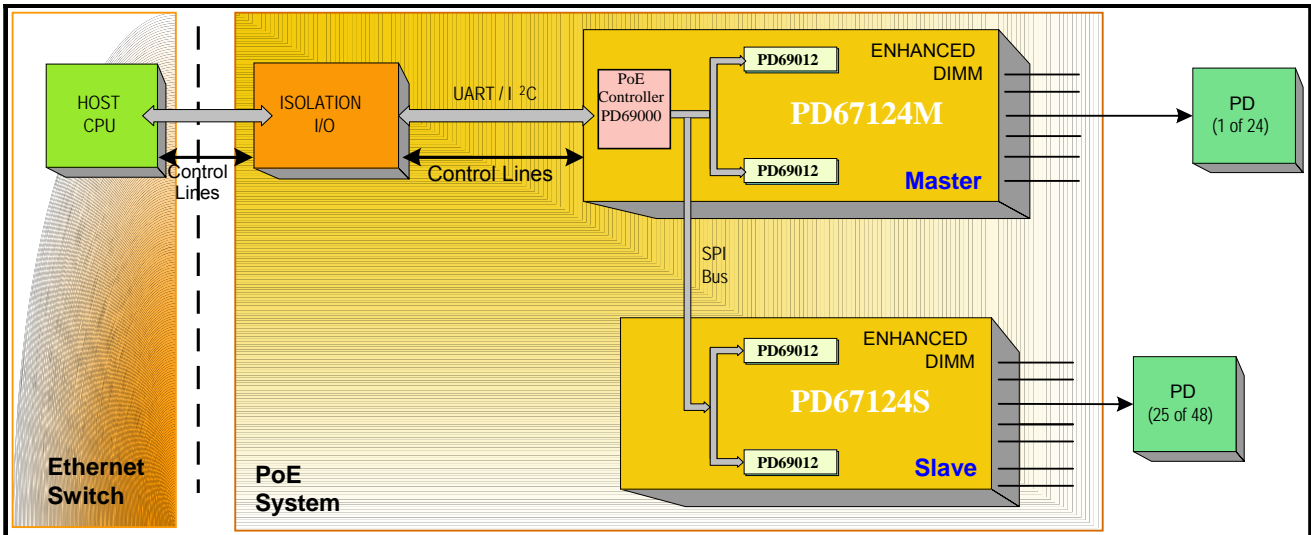 HOST
CPU
Control
Lines
Ethernet
Switch
ISOLATION
I/O
UART / I 2C
Control Lines
PoE
Controller
PD69000
PD69012
ENHANCED
DIMM
PD67124M
PD69012
Master
PD
(1 of 24)
SPI
Bus
PD69012
ENHANCED
DIMM
PD67124S
PD69012
Slave
PD
(25 of 48)
PoE
System